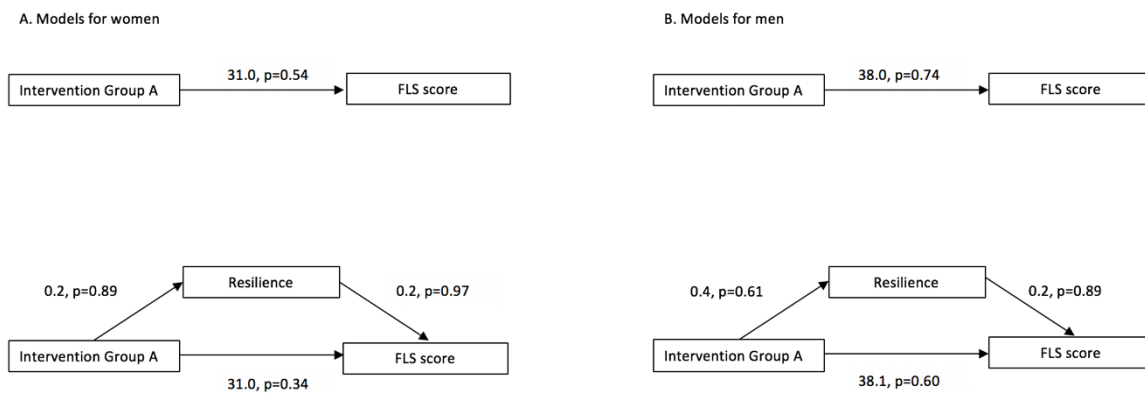 A. Models for women
31.0, p=0.54
Intervention Group A
FLS score
Resilience
0.2, p=0.89
0.2, p=0.97
Intervention Group A
FLS score
31.0, p=0.34
B. Models for men
38.0, p=0.74
Intervention Group A
FLS score
Resilience
0.4, p=0.61
0.2, p=0.89
Intervention Group A
FLS score
38.1, p=0.60